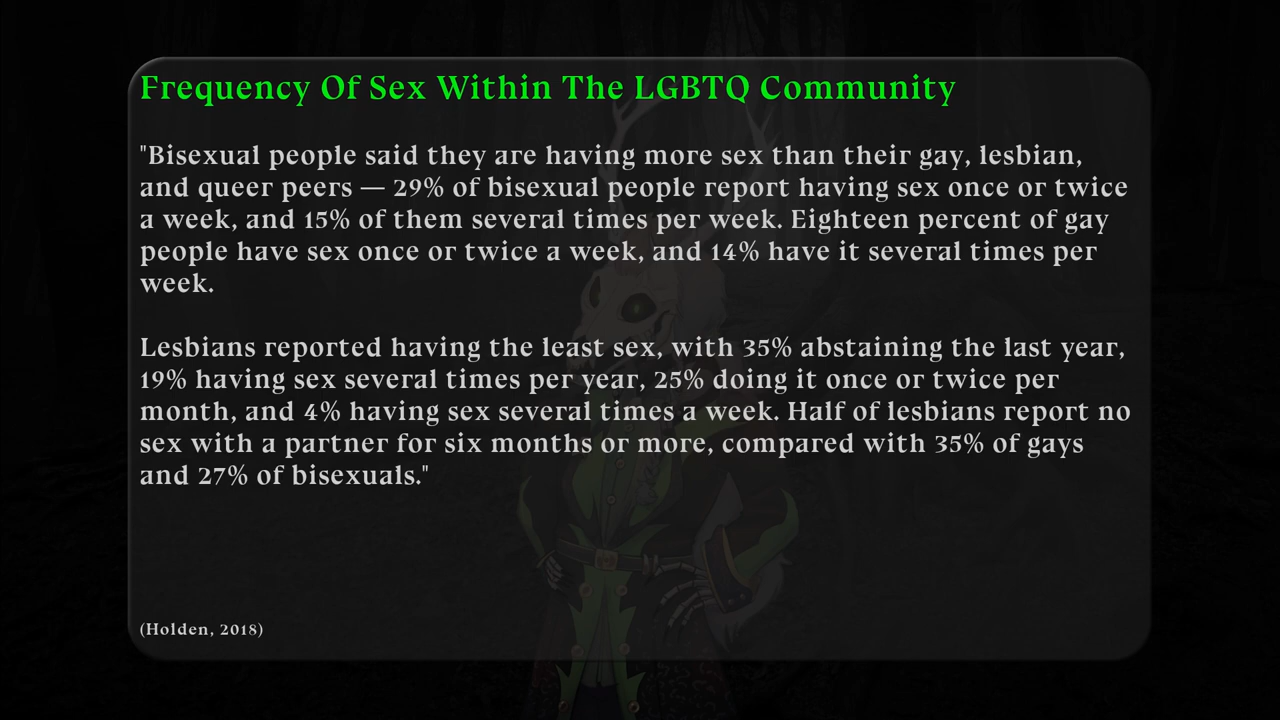 Frequency Of Sex Within The LGBTQ Community
"Bisexual people said they are having more sex than their gay, lesbian,
and queer peers — 29% of bisexual people report having sex once or twice
a week, and 15% of them several times per week. Eighteen percent of gay
people have sex once or twice a week, and 14% have it several times per
week.
Lesbians reported having the least sex, with 35% abstaining the last year,
19% having sex several times per year, 25% doing it once or twice per
month, and 4% having sex several times a week. Half of lesbians report no
sex with a partner for six months or more, compared with 35% of gays
and 27% of bisexuals."
(Holden, 2018)